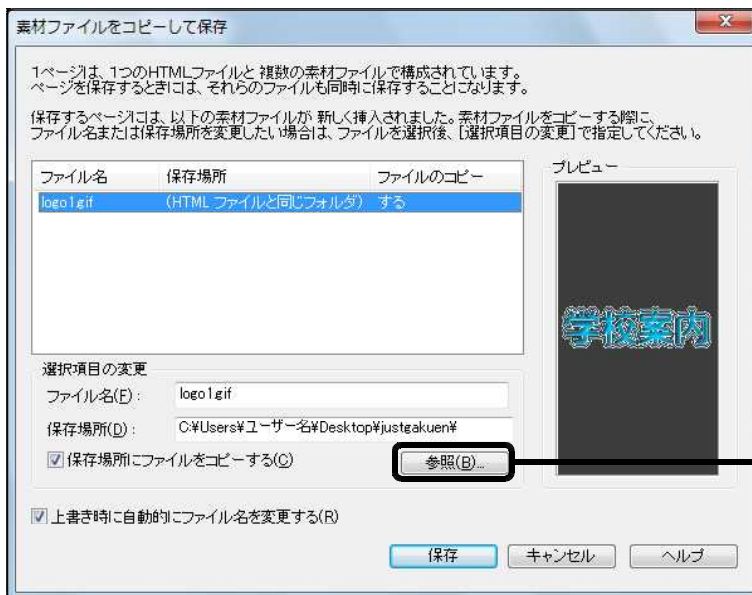 素材ファイルをコピーして保存
1ページは、1つのHTMLファイルと 複数の素材ファイルで構成されています。
ページを保存するときには、それらのファイルも同時に保存することになります。
保存するページには、以下の素材ファイルが 新しく挿入されました。素材ファイルをコピーする際に、
ファイル名または保存場所を変更したい場合は、ファイルを選択後、[選択項目の変更]で指定してください。
ファイル名 保存場所 ファイルのコピー
logo1.gif (HTML ファイルと同じフォルダ) する
プレビュー
学校案内
選択項目の変更
ファイル名(F): logo1.gif
保存場所(D): C:¥Users¥ユーザー名¥Desktop¥justgakuen¥
保存場所にファイルをコピーする(C) 参照(B)...
上書き時に自動的にファイル名を変更する(R)
保存 キャンセル ヘルプ